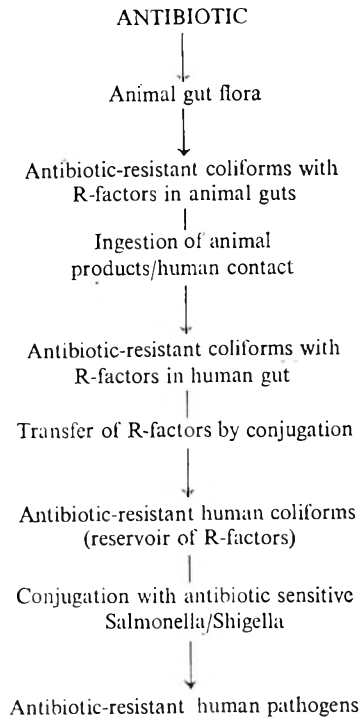 ANTIBIOTIC
Animal gut flora
Antibiotic-resistant coliforms with
R-factors in animal guts
Ingestion of animal
products/human contact
Antibiotic-resistant coliforms with
R-factors in human gut
Transfer of R-factors by conjugation
Antibiotic-resistant human coliforms
(reservoir of R-factors)
Conjugation with antibiotic sensitive
Salmonella/Shigella
Antibiotic-resistant human pathogens